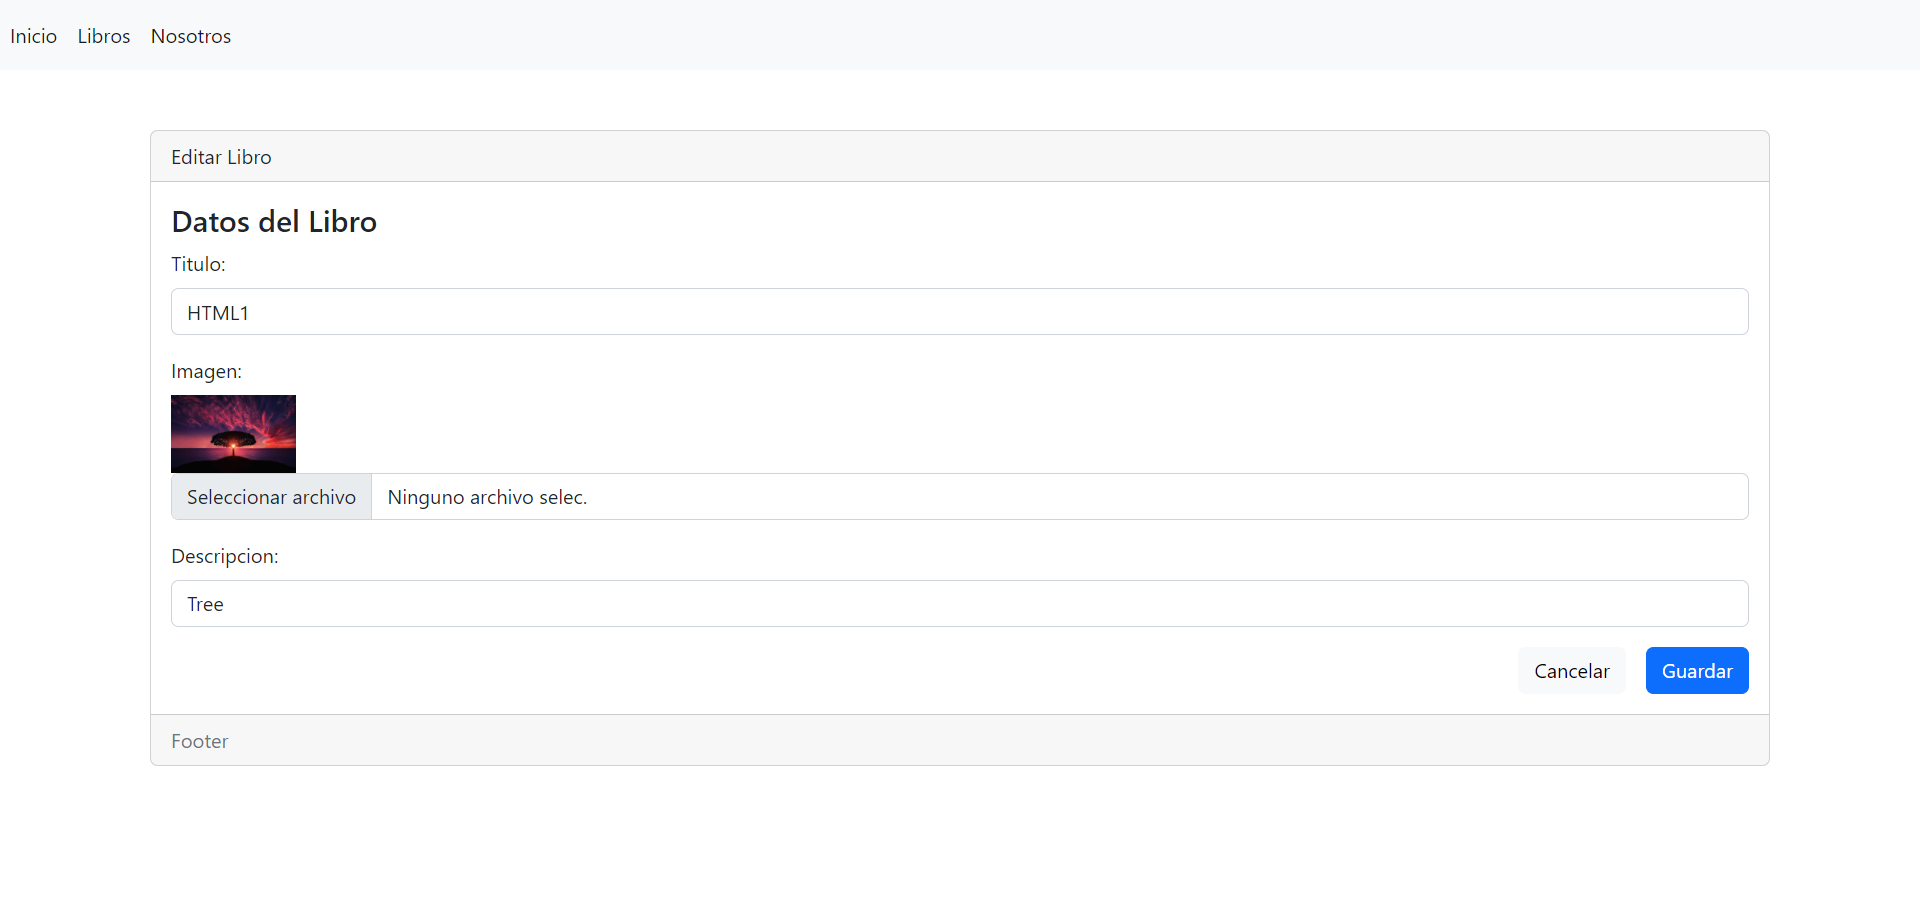 Inicio Libros Nosotros
Editar Libro
Datos del Libro
Titulo:
HTML1
Imagen:
Seleccionar archivo Ninguno archivo selec.
Descripcion:
Tree
Cancelar Guardar
Footer